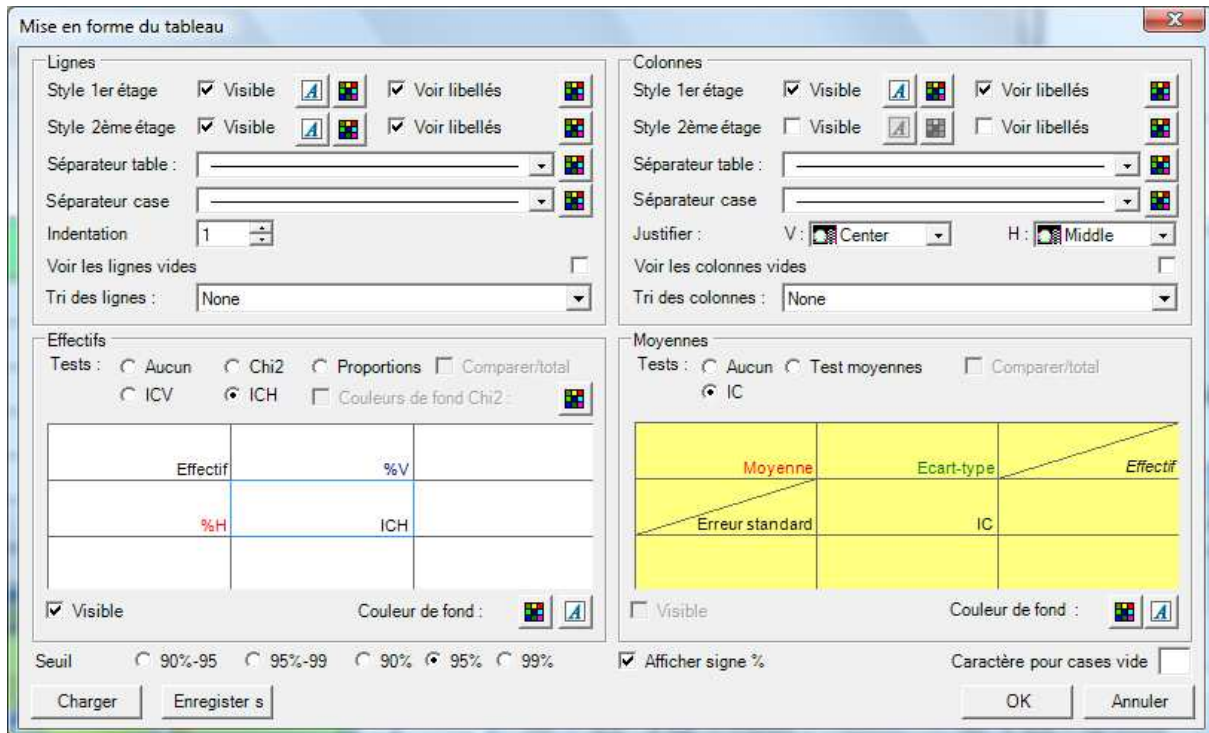 Mise en forme du tableau
Lignes
Style 1er étage Visible A Voir libellés
Style 2ème étage Visible A Voir libellés
Séparateur table :
Séparateur case
Indentation 1
Voir les lignes vides
Tri des lignes : None
Colonnes
Style 1er étage Visible A Voir libellés
Style 2ème étage Visible A Voir libellés
Séparateur table :
Séparateur case
Justifier : V : Center H : Middle
Voir les colonnes vides
Tri des colonnes : None
Effectifs
Tests : Aucun Chi2 Proportions Comparer/total
ICV ICH Couleurs de fond Chi2 :
Effectif %V
%H ICH
Visible Couleur de fond : A
Moyennes
Tests : Aucun Test moyennes Comparer/total
IC
Moyenne Ecart-type Effectif
Erreur standard IC
Visible Couleur de fond : A
Seuil 90%-95 95%-99 90% 95% 99% Afficher signe % Caractère pour cases vide
Charger Enregister s OK Annuler